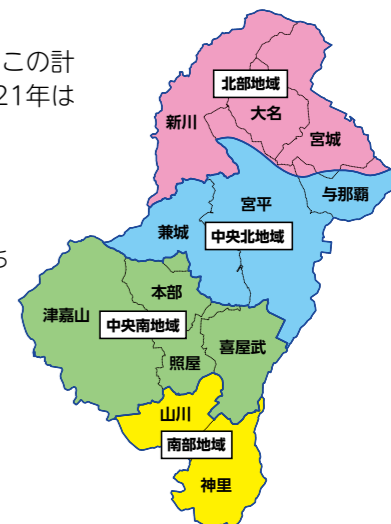 この計
21年は
北部地域
大名
新川
宮城
与那覇
宮平
兼城
中央北地域
本部
津嘉山
中央南地域
喜屋武
照屋
山川
南部地域
神里